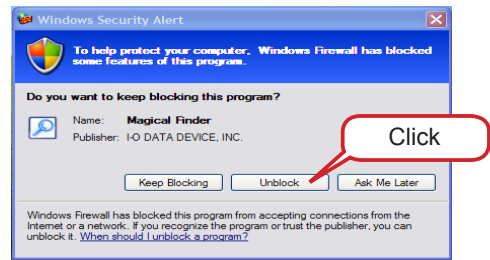 Windows Security Alert
To help protect your computer, Windows Firewall has blocked
some features of this program.
Do you want to keep blocking this program?
Name: Magical Finder
Publisher: I-O DATA DEVICE, INC.
Click
Keep Blocking Unblock Ask Me Later
Windows Firewall has blocked this program from accepting connections from the
Internet or a network. If you recognize the program or trust the publisher, you can
unblock it. When should I unblock a program?